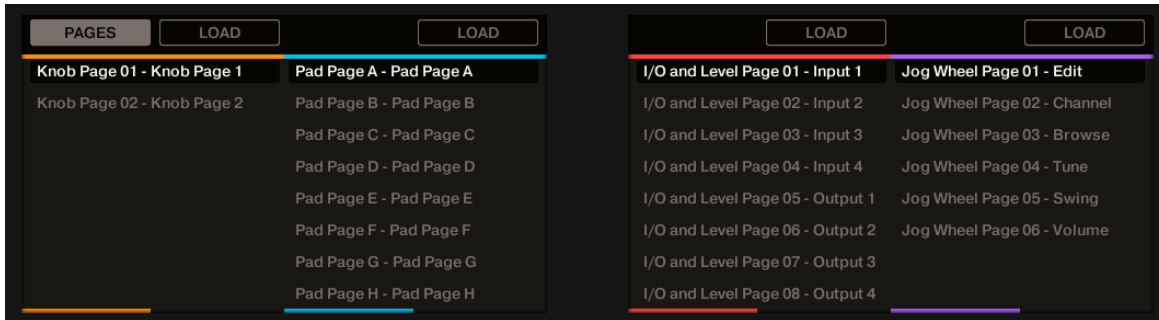 PAGES LOAD LOAD LOAD LOAD
Knob Page 01 - Knob Page 1 Pad Page A - Pad Page A I/O and Level Page 01 - Input 1 Jog Wheel Page 01 - Edit
Knob Page 02 - Knob Page 2 Pad Page B - Pad Page B I/O and Level Page 02 - Input 2 Jog Wheel Page 02 - Channel
Pad Page C - Pad Page C I/O and Level Page 03 - Input 3 Jog Wheel Page 03 - Browse
Pad Page D - Pad Page D I/O and Level Page 04 - Input 4 Jog Wheel Page 04 - Tune
Pad Page E - Pad Page E I/O and Level Page 05 - Output 1 Jog Wheel Page 05 - Swing
Pad Page F - Pad Page F I/O and Level Page 06 - Output 2 Jog Wheel Page 06 - Volume
Pad Page G - Pad Page G I/O and Level Page 07 - Output 3
Pad Page H - Pad Page H I/O and Level Page 08 - Output 4